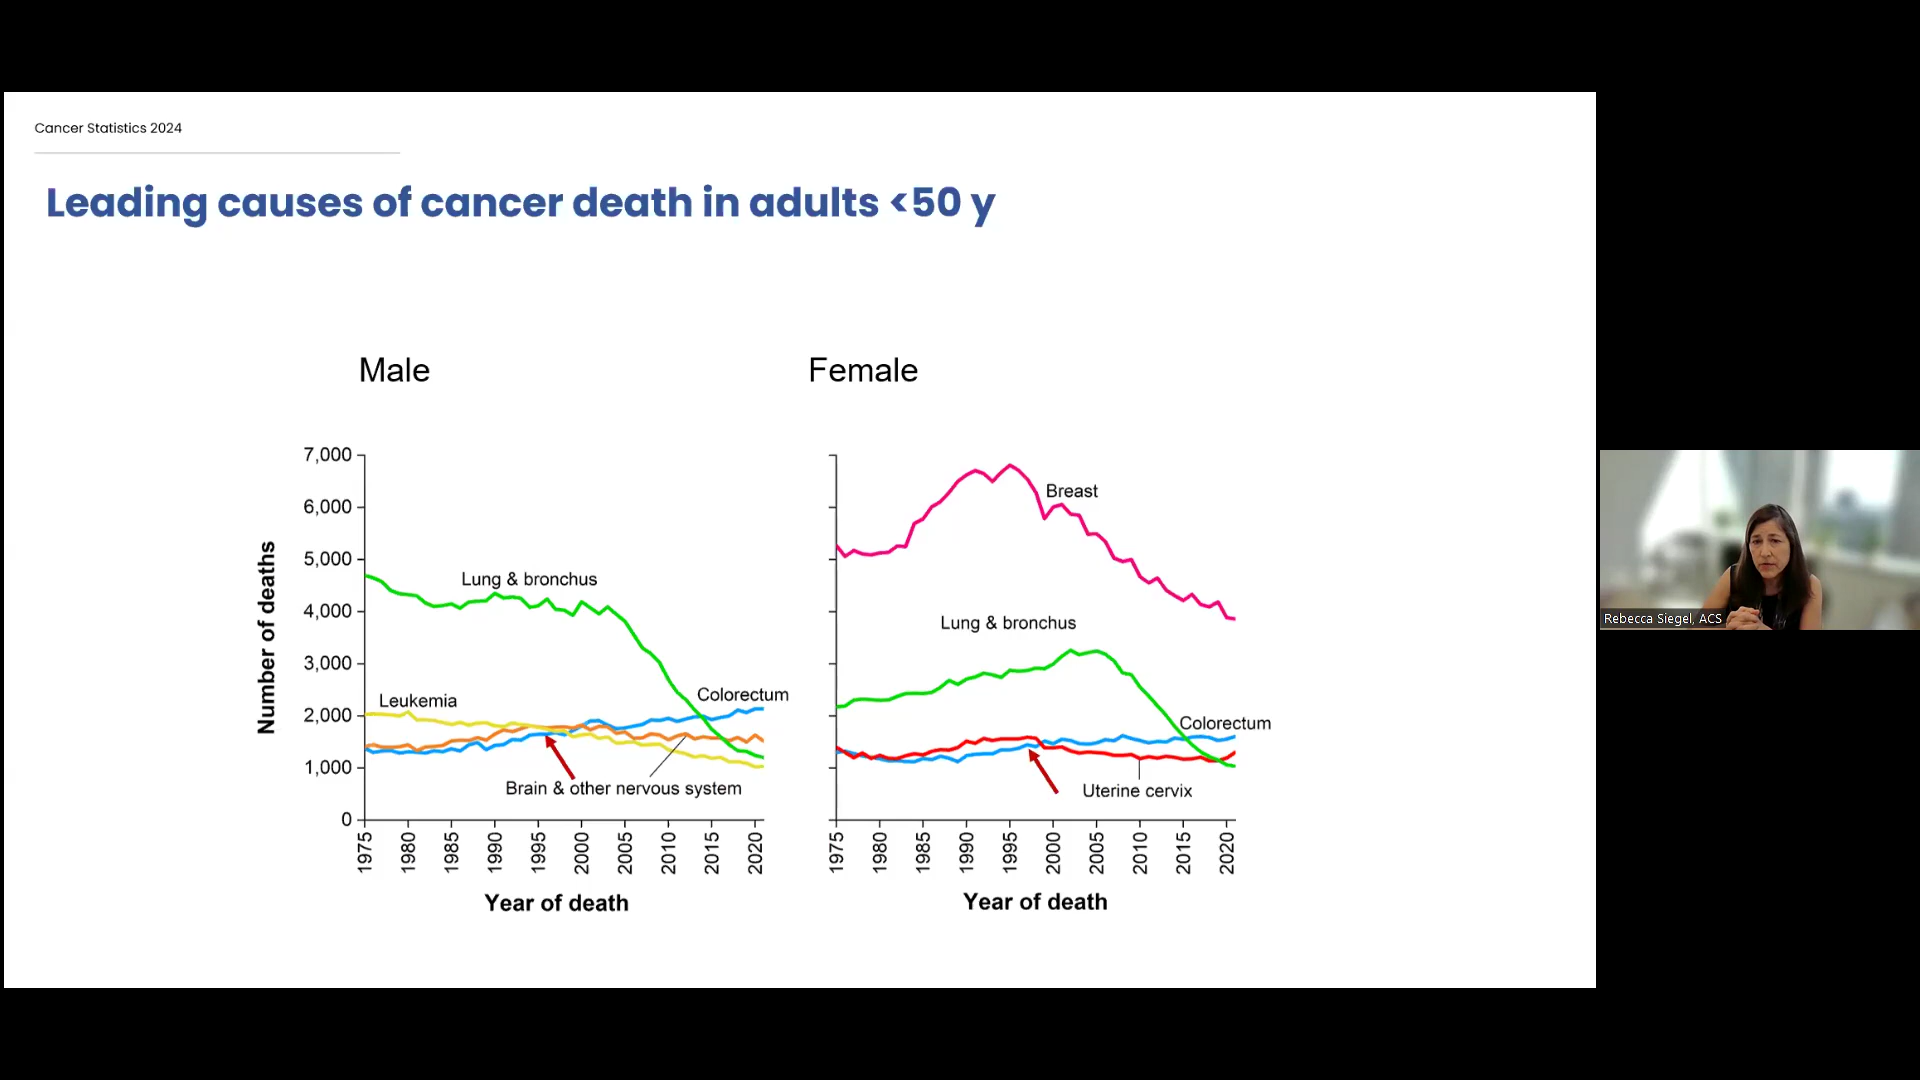 Cancer Statistics 2024
Leading causes of cancer death in adults <50 y
Male
Female
Number of deaths
7,000
6,000
5,000
4,000
3,000
2,000
1,000
0
Lung & bronchus
Leukemia
Colorectum
Brain & other nervous system
1975
1980
1985
1990
1995
2000
2005
2010
2015
2020
Year of death
Breast
Lung & bronchus
Colorectum
Uterine cervix
1975
1980
1985
1990
1995
2000
2005
2010
2015
2020
Year of death
Rebecca Siegel, ACS